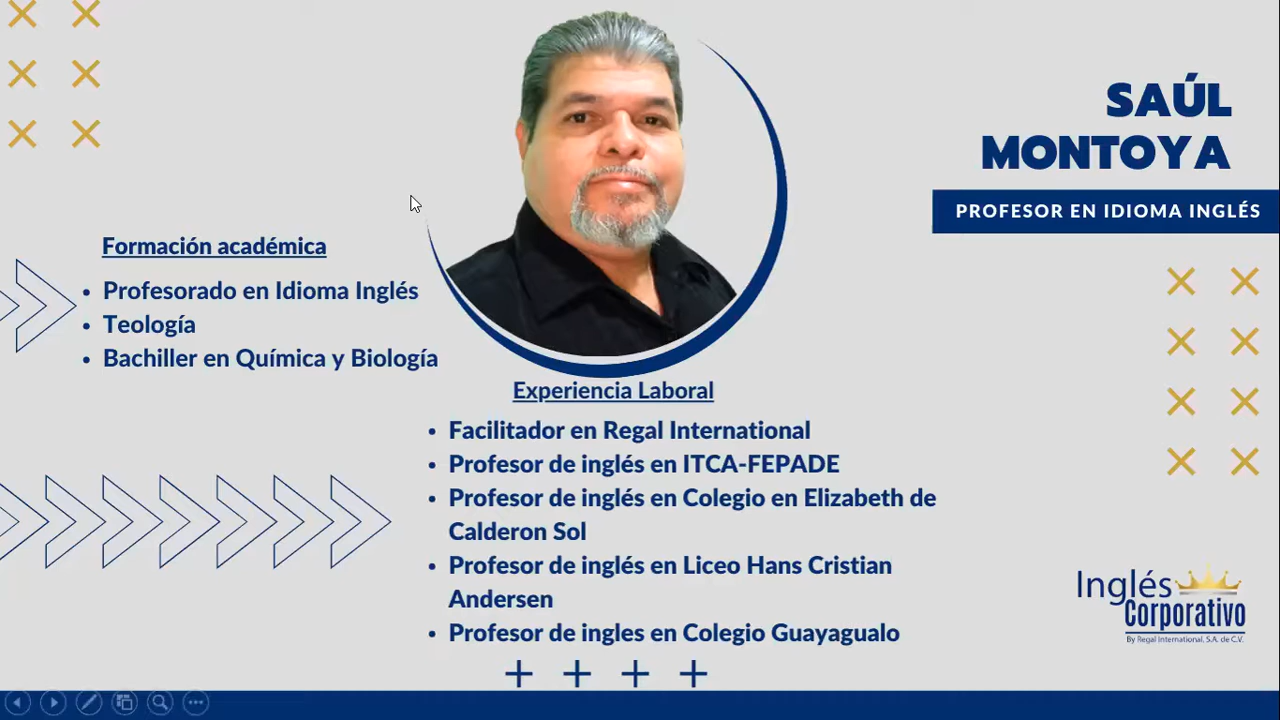 SAÚL
MONTOYA
PROFESOR EN IDIOMA INGLÉS
Formación académica
• Profesorado en Idioma Inglés
• Teología
• Bachiller en Química y Biología
Experiencia Laboral
• Facilitador en Regal International
• Profesor de inglés en ITCA-FEPADE
• Profesor de inglés en Colegio en Elizabeth de
Calderon Sol
• Profesor de inglés en Liceo Hans Cristian
Andersen
• Profesor de ingles en Colegio Guayagualo
Inglés
Corporativo
By Regal International, S.A. de C.V.